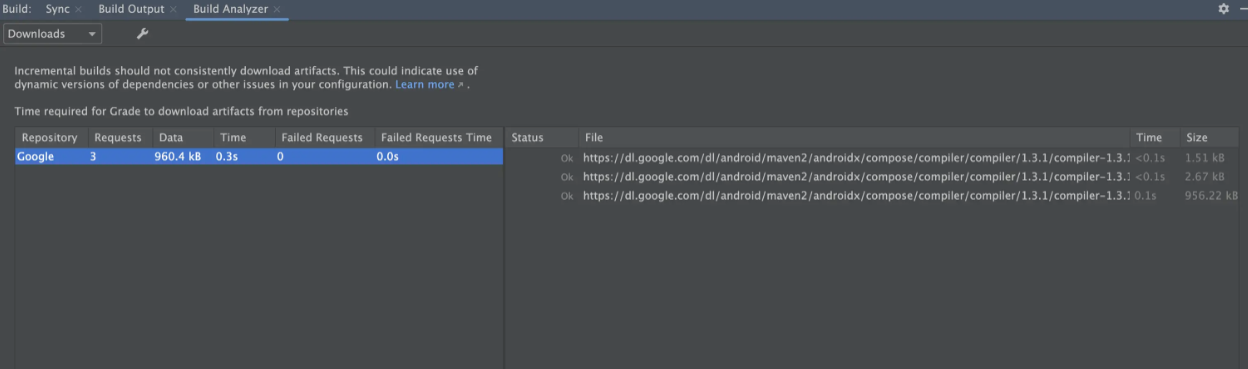 Build: Sync Build Output Build Analyzer
Downloads
Incremental builds should not consistently download artifacts. This could indicate use of
dynamic versions of dependencies or other issues in your configuration. Learn more ↗ .
Time required for Grade to download artifacts from repositories
Repository Requests Data Time Failed Requests Failed Requests Time Status File Time Size
Google 3 960.4 kB 0.3s 0 0.0s
Ok https://dl.google.com/dl/android/maven2/androidx/compose/compiler/compiler/1.3.1/compiler-1.3.1 <0.1s 1.51 kB
Ok https://dl.google.com/dl/android/maven2/androidx/compose/compiler/compiler/1.3.1/compiler-1.3.1 <0.1s 2.67 kB
Ok https://dl.google.com/dl/android/maven2/androidx/compose/compiler/compiler/1.3.1/compiler-1.3.1 0.1s 956.22 kB